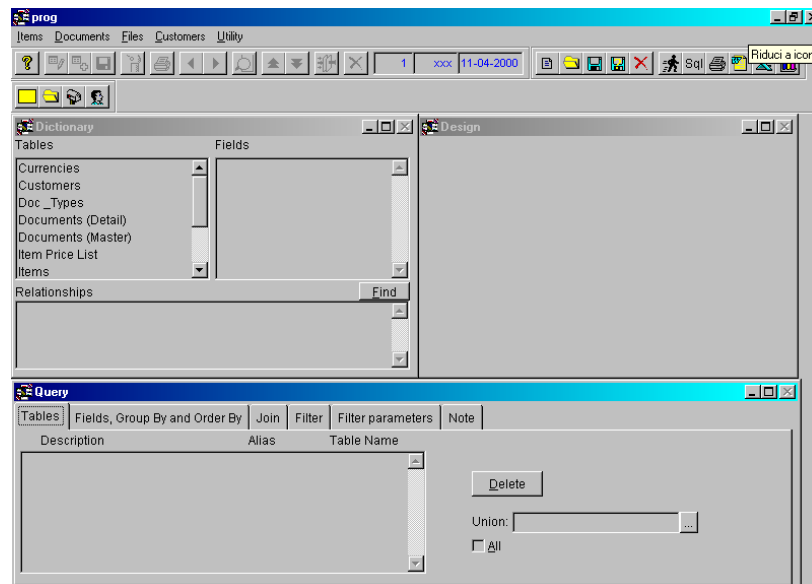 prog
Items Documents Files Customers Utility
? 1 xxx 11-04-2000 Sql Riduci a icon
Dictionary
Design
Tables Fields
Currencies
Customers
Doc _Types
Documents (Detail)
Documents (Master)
Item Price List
Items
Relationships Find
Query
Tables Fields, Group By and Order By Join Filter Filter parameters Note
Description Alias Table Name
Delete
Union: ...
All